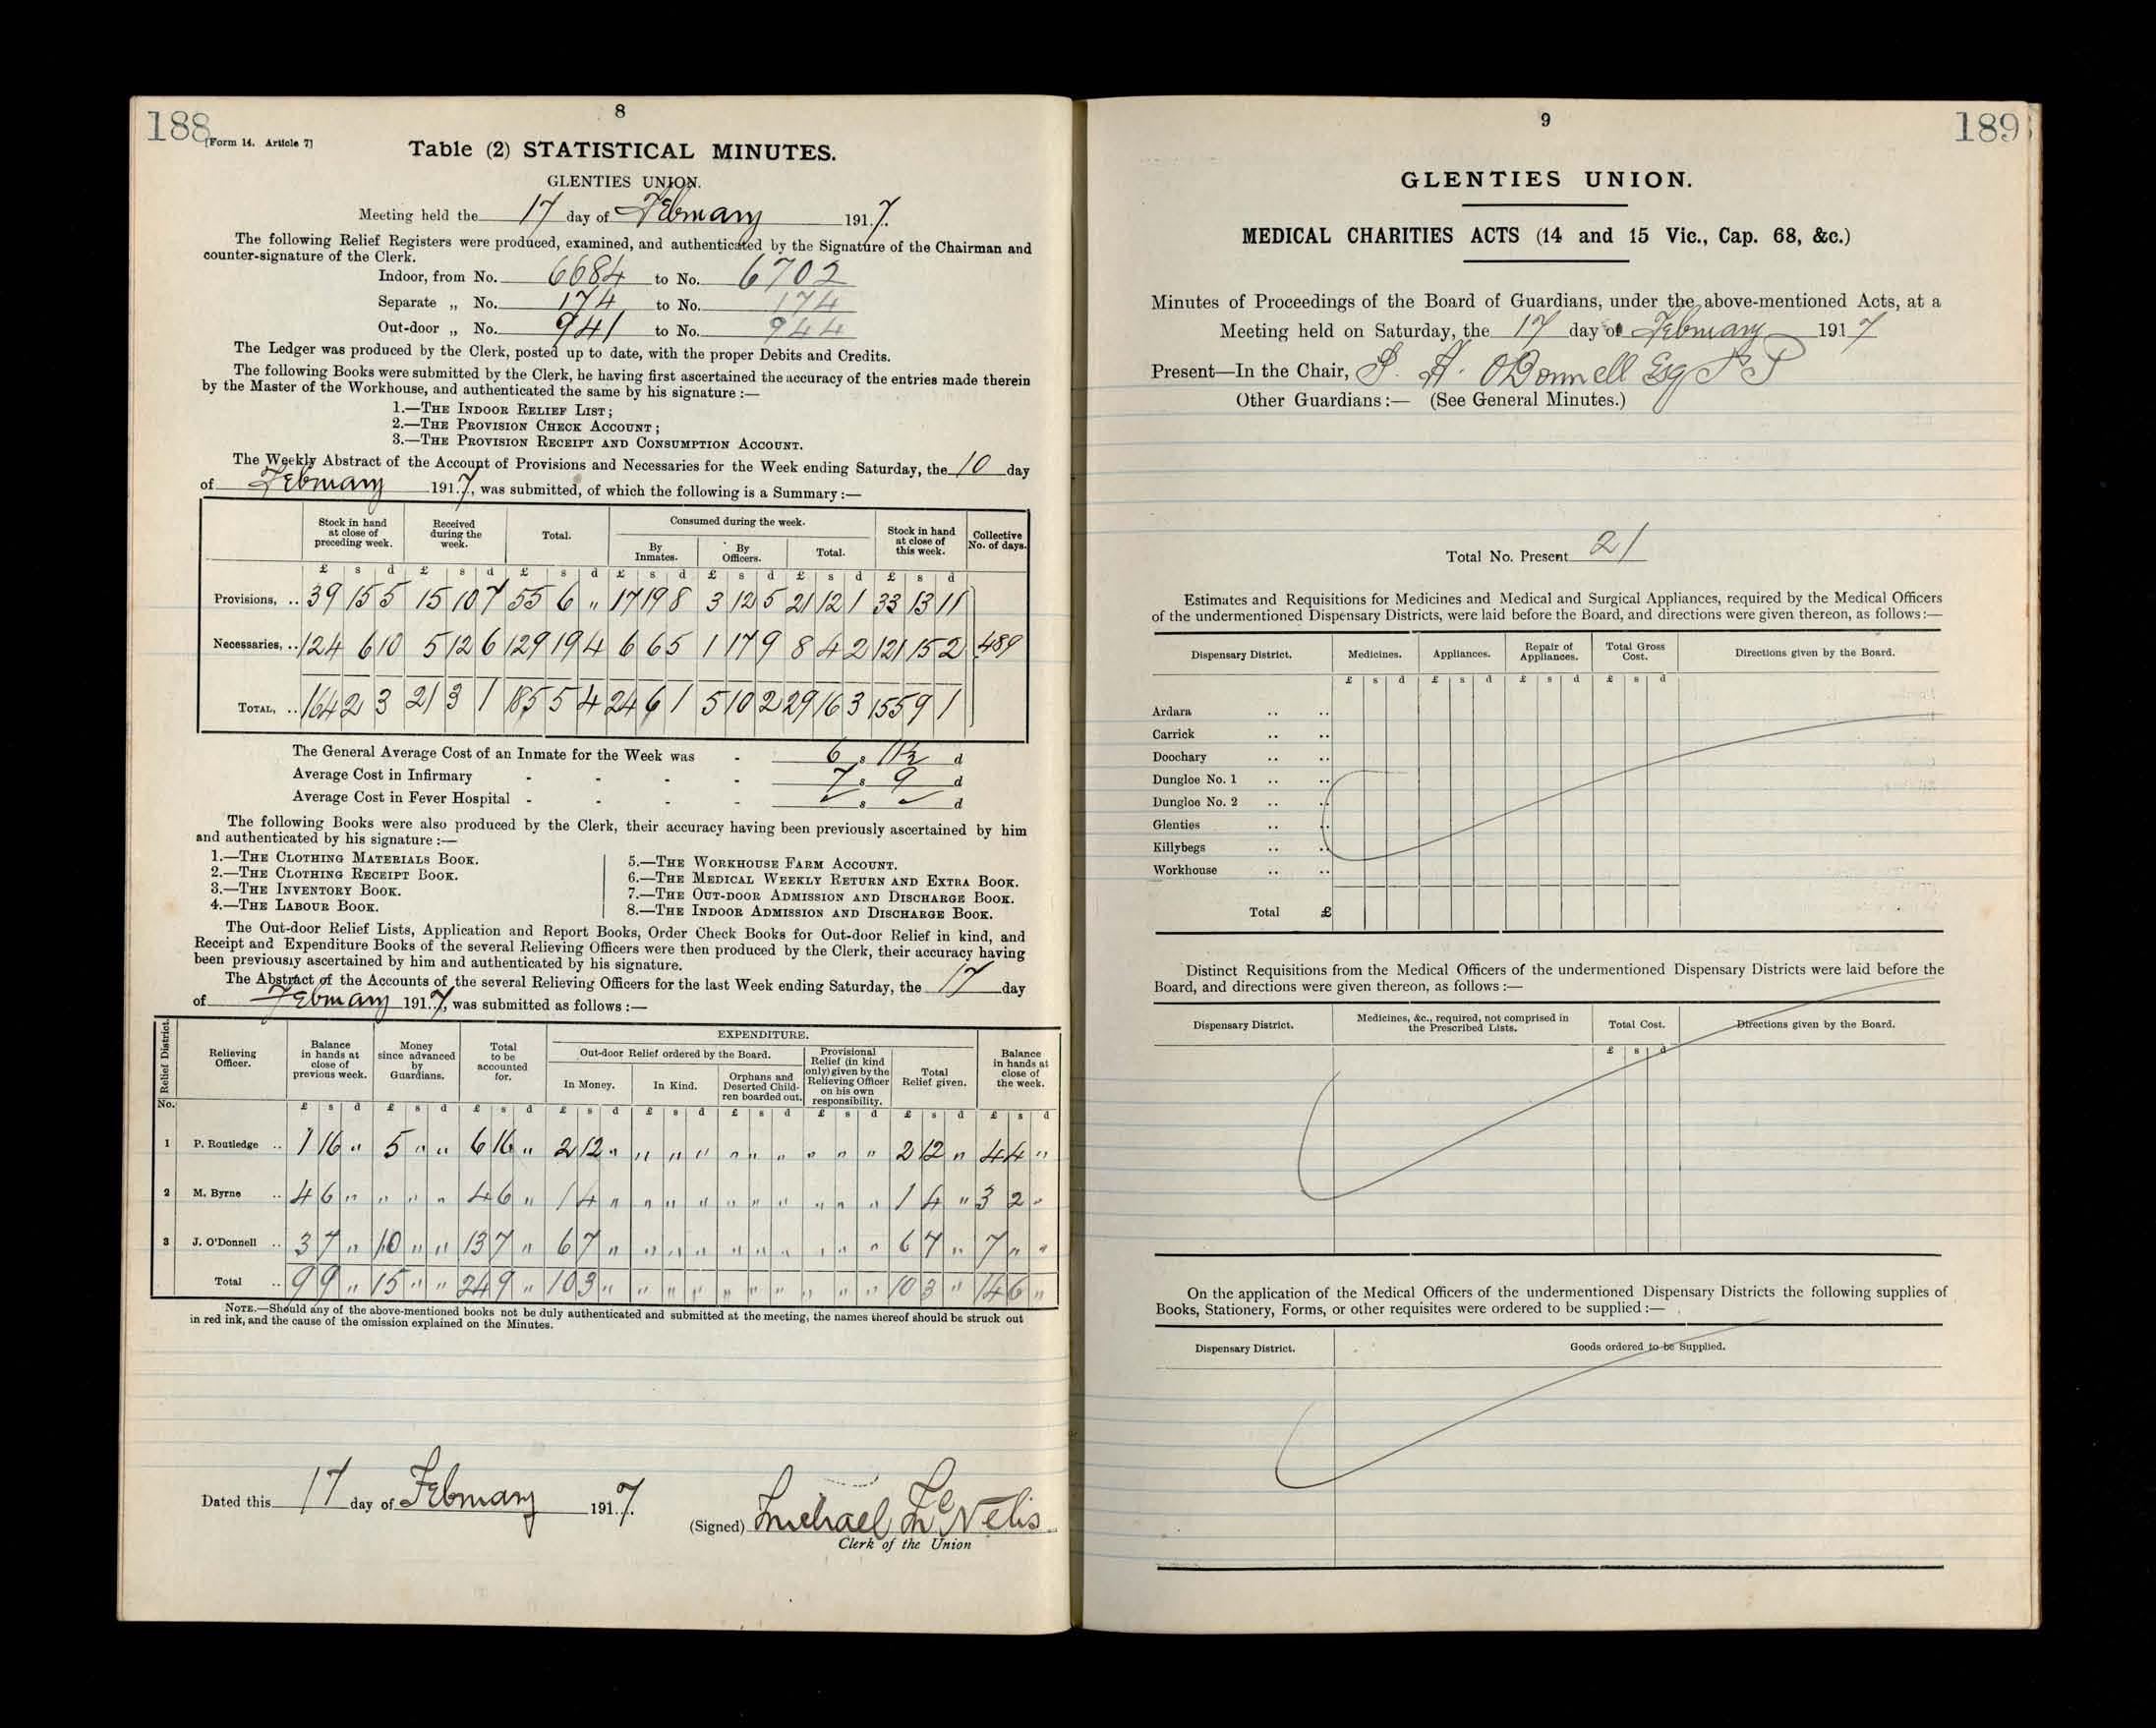 188
8
[Form 14. Article 7]
Table (2) STATISTICAL MINUTES.
GLENTIES UNION.
Meeting held the 17 day of February 1917.
The following Relief Registers were produced, examined, and authenticated by the Signature of the Chairman and
counter-signature of the Clerk.
Indoor, from No. 6684 to No. 6702
Separate „ No. 174 to No. 174
Out-door „ No. 941 to No. 944
The Ledger was produced by the Clerk, posted up to date, with the proper Debits and Credits.
The following Books were submitted by the Clerk, he having first ascertained the accuracy of the entries made therein
by the Master of the Workhouse, and authenticated the same by his signature :—
1.—THE INDOOR RELIEF LIST;
2.—THE PROVISION CHECK ACCOUNT;
3.—THE PROVISION RECEIPT AND CONSUMPTION ACCOUNT.
The Weekly Abstract of the Account of Provisions and Necessaries for the Week ending Saturday, the 10 day
of February 1917, was submitted, of which the following is a Summary :—
Stock in hand at close of preceding week. Received during the week. Total. Consumed during the week. By Inmates. By Officers. Total. Stock in hand at close of this week. Collective No. of days.
£ s d £ s d £ s d £ s d £ s d £ s d £ s d
Provisions, .. 39 15 5 15 10 7 55 6 „ 17 19 8 3 12 5 21 12 1 33 13 11
Necessaries, .. 124 6 10 5 12 6 129 19 4 6 6 5 1 17 9 8 4 2 121 15 2 489
TOTAL, .. 164 2 3 21 3 1 185 5 4 24 6 1 5 10 2 29 16 3 155 9 1
The General Average Cost of an Inmate for the Week was - 6 s 11½ d
Average Cost in Infirmary - - - - 7 s 9 d
Average Cost in Fever Hospital - - - - s d
The following Books were also produced by the Clerk, their accuracy having been previously ascertained by him
and authenticated by his signature :—
1.—THE CLOTHING MATERIALS BOOK.
2.—THE CLOTHING RECEIPT BOOK.
3.—THE INVENTORY BOOK.
4.—THE LABOUR BOOK.
5.—THE WORKHOUSE FARM ACCOUNT.
6.—THE MEDICAL WEEKLY RETURN AND EXTRA BOOK.
7.—THE OUT-DOOR ADMISSION AND DISCHARGE BOOK.
8.—THE INDOOR ADMISSION AND DISCHARGE BOOK.
The Out-door Relief Lists, Application and Report Books, Order Check Books for Out-door Relief in kind, and
Receipt and Expenditure Books of the several Relieving Officers were then produced by the Clerk, their accuracy having
been previously ascertained by him and authenticated by his signature.
The Abstract of the Accounts of the several Relieving Officers for the last Week ending Saturday, the 17 day
of February 1917, was submitted as follows :—
Relief District. Relieving Officer. Balance in hands at close of previous week. Money since advanced by Guardians. Total to be accounted for. EXPENDITURE. Out-door Relief ordered by the Board. In Money. In Kind. Orphans and Deserted Children boarded out. Provisional Relief (in kind only) given by the Relieving Officer on his own responsibility. Total Relief given. Balance in hands at close of the week.
No. £ s d £ s d £ s d £ s d £ s d £ s d £ s d £ s d £ s d
1 P. Routledge .. 1 16 „ 5 „ „ 6 16 „ 2 12 „ „ „ „ „ „ „ „ „ „ 2 12 „ 4 4 „
2 M. Byrne .. 4 6 „ „ „ „ 4 6 „ 1 4 „ „ „ „ „ „ „ „ „ „ 1 4 „ 3 2 „
3 J. O'Donnell .. 3 7 „ 10 „ „ 13 7 „ 6 7 „ „ „ „ „ „ „ „ „ „ 6 7 „ 7 „ „
Total .. 9 9 „ 15 „ „ 24 9 „ 10 3 „ „ „ „ „ „ „ „ „ „ 10 3 „ 14 6 „
NOTE.—Should any of the above-mentioned books not be duly authenticated and submitted at the meeting, the names thereof should be struck out
in red ink, and the cause of the omission explained on the Minutes.
Dated this 17 day of February 1917.
(Signed) Michael McNelis
Clerk of the Union
189
9
GLENTIES UNION.
MEDICAL CHARITIES ACTS (14 and 15 Vic., Cap. 68, &c.)
Minutes of Proceedings of the Board of Guardians, under the above-mentioned Acts, at a
Meeting held on Saturday, the 17 day of February 1917
Present—In the Chair, P. A. O'Donnell Esq JP
Other Guardians :— (See General Minutes.)
Total No. Present 21
Estimates and Requisitions for Medicines and Medical and Surgical Appliances, required by the Medical Officers
of the undermentioned Dispensary Districts, were laid before the Board, and directions were given thereon, as follows :—
Dispensary District. Medicines. Appliances. Repair of Appliances. Total Gross Cost. Directions given by the Board.
£ s d £ s d £ s d £ s d
Ardara .. ..
Carrick .. ..
Doochary .. ..
Dungloe No. 1 .. ..
Dungloe No. 2 .. ..
Glenties .. ..
Killybegs .. ..
Workhouse .. ..
Total £
Distinct Requisitions from the Medical Officers of the undermentioned Dispensary Districts were laid before the
Board, and directions were given thereon, as follows :—
Dispensary District. Medicines, &c., required, not comprised in the Prescribed Lists. Total Cost. Directions given by the Board.
£ s d
On the application of the Medical Officers of the undermentioned Dispensary Districts the following supplies of
Books, Stationery, Forms, or other requisites were ordered to be supplied :—
Dispensary District. Goods ordered to be Supplied.